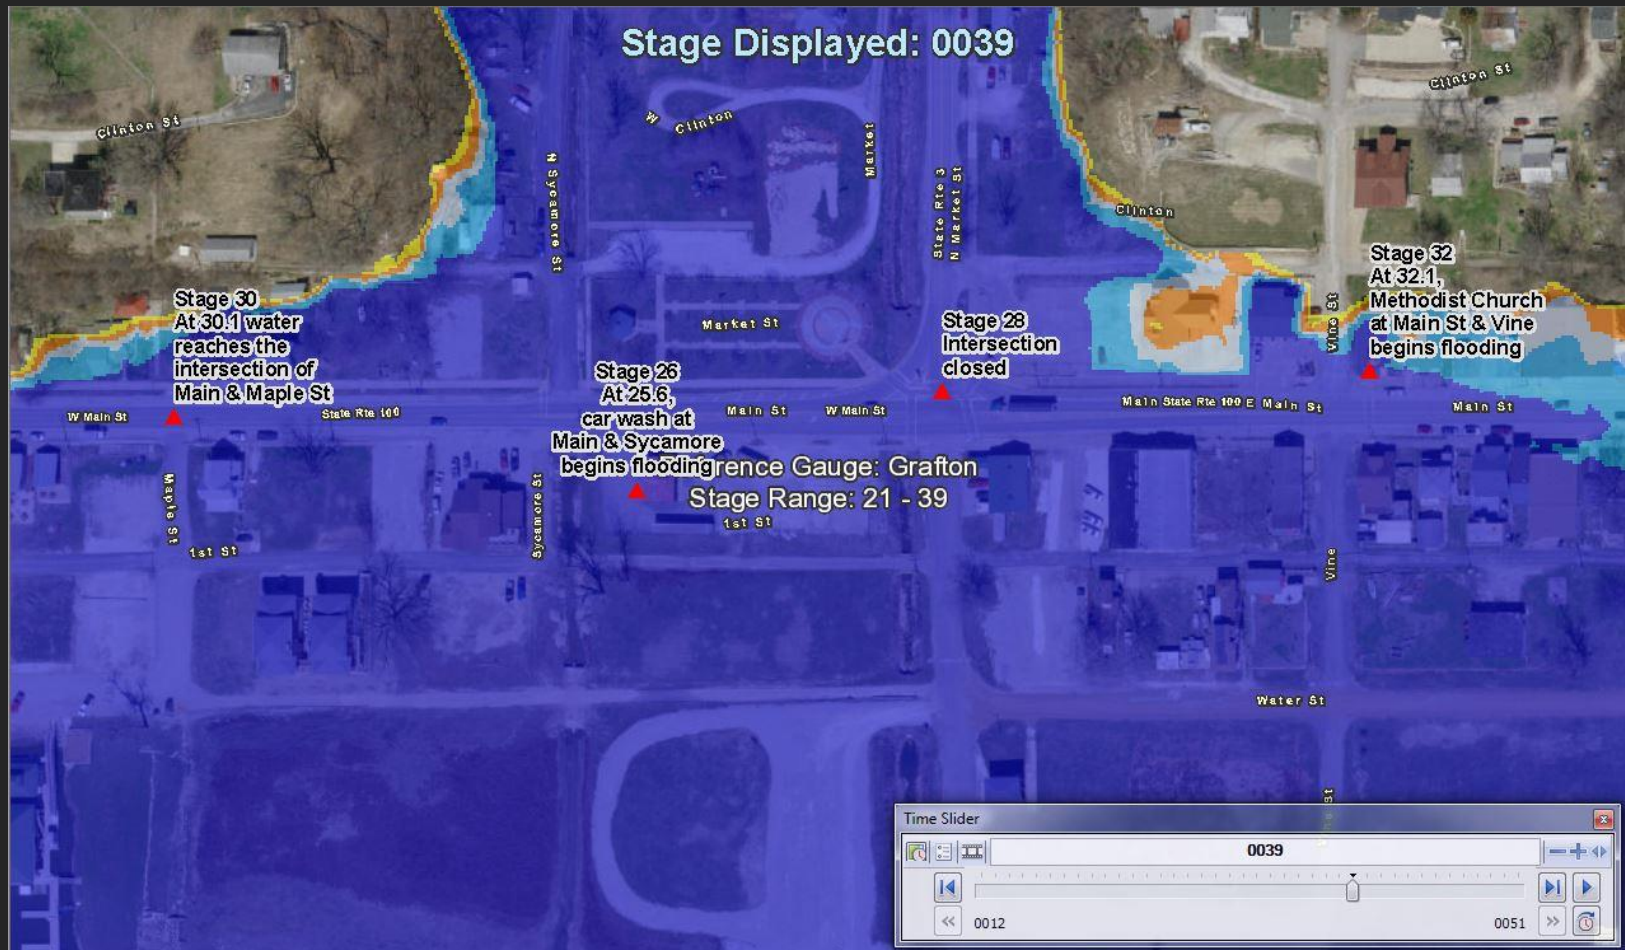 Stage Displayed: 0039
Clinton St
Clinton St
W Clinton
Market
N Sycamore St
State Rte 3
N Market St
Clinton
Stage 30
At 30.1 water
reaches the
intersection of
Main & Maple St
Market St
Stage 28
Intersection
closed
Stage 32
At 32.1,
Methodist Church
at Main St & Vine
begins flooding
Vine St
Stage 26
At 25.6,
car wash at
Main & Sycamore
begins flooding
W Main St
State Rte 100
Main St
W Main St
Main State Rte 100 E Main St
Main St
rence Gauge: Grafton
Stage Range: 21 - 39
Maple St
Sycamore St
1st St
1st St
Vine
Water St
St
Time Slider
0039
0012
0051